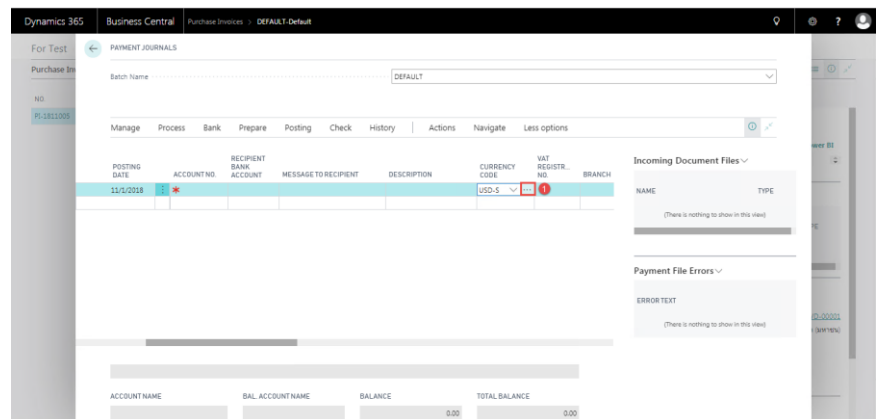 Dynamics 365 Business Central Purchase Invoices > DEFAULT-Default ?
For Test PAYMENT JOURNALS
Purchase In
Batch Name DEFAULT
NO.
PI-1811005
Manage Process Bank Prepare Posting Check History Actions Navigate Less options
wer BI
POSTING DATE ACCOUNT NO. RECIPIENT BANK ACCOUNT MESSAGE TO RECIPIENT DESCRIPTION CURRENCY CODE VAT REGISTR... NO. BRANCH
11/1/2018 * USD-S ... 1
Incoming Document Files
NAME TYPE
(There is nothing to show in this view)
Payment File Errors
ERROR TEXT
(There is nothing to show in this view)
ACCOUNT NAME BAL. ACCOUNT NAME BALANCE TOTAL BALANCE
0.00 0.00